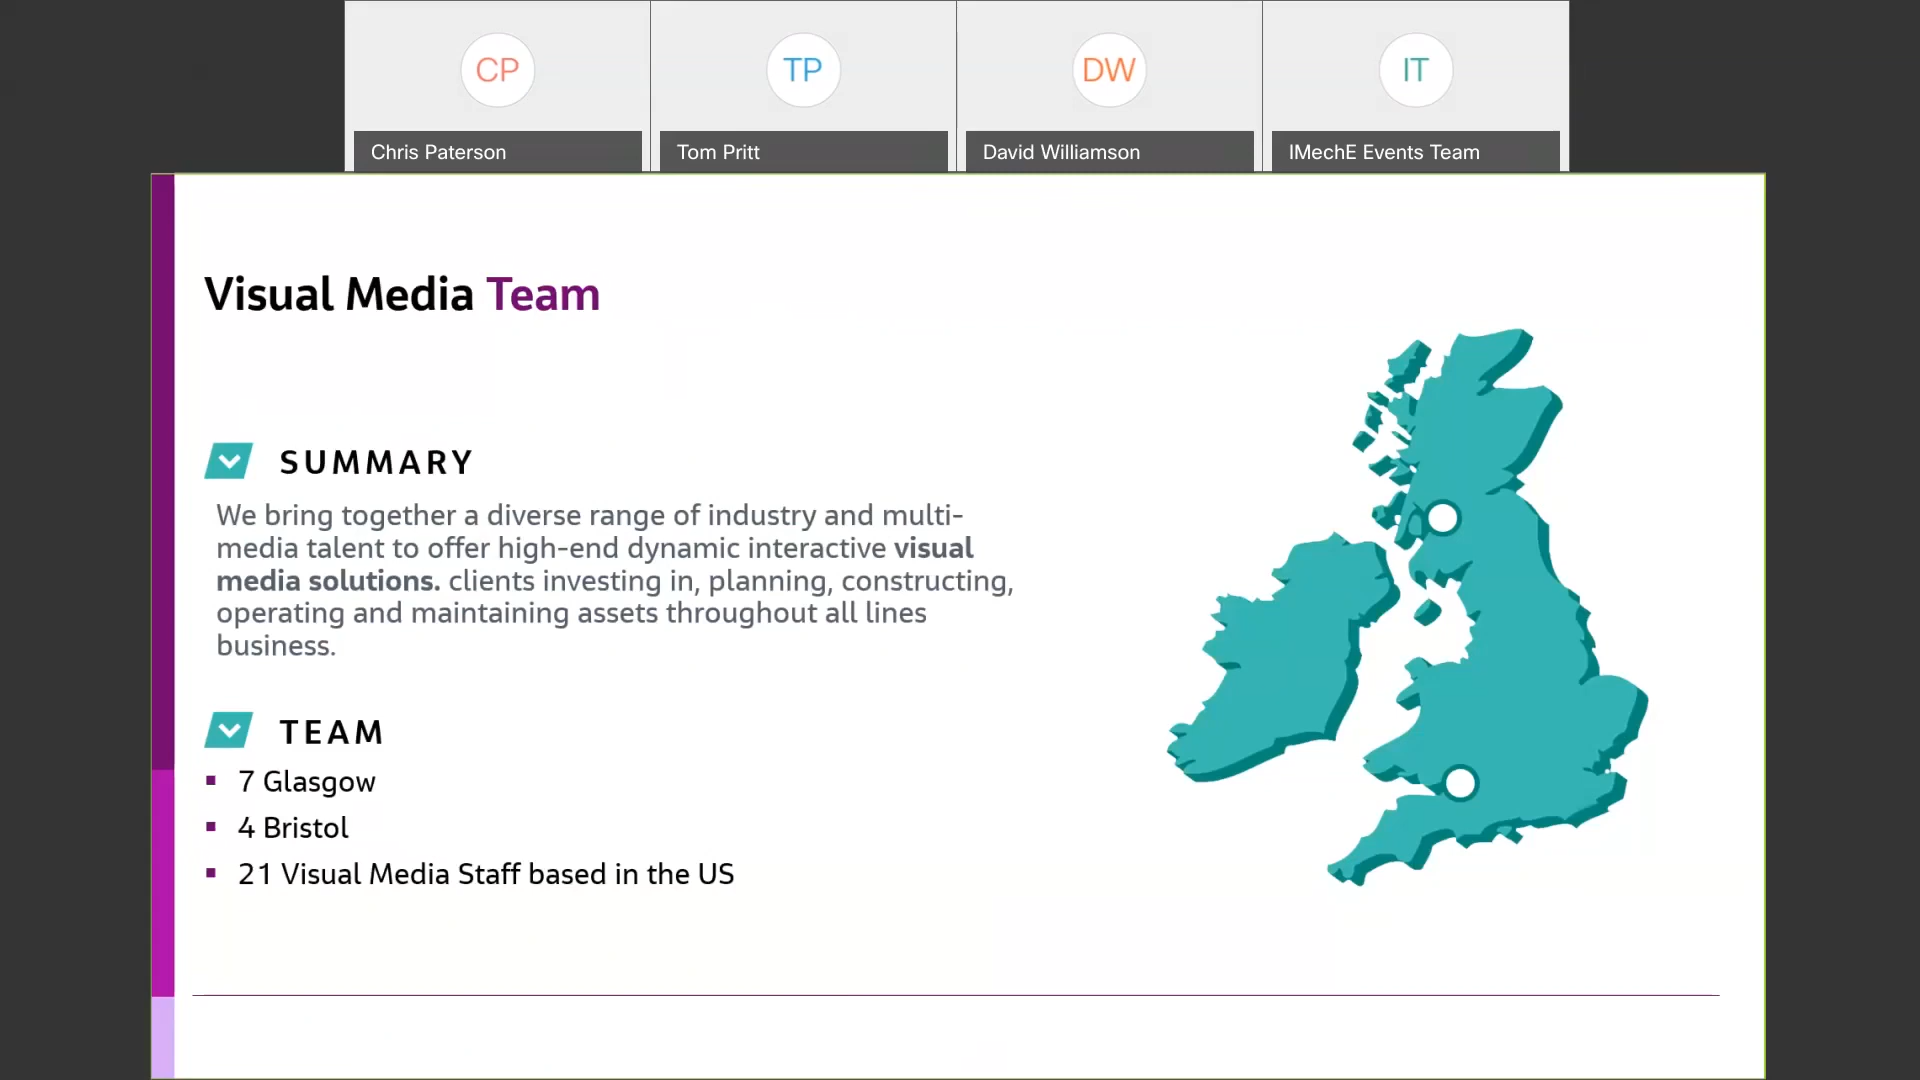 CP
TP
DW
IT
Chris Paterson
Tom Pritt
David Williamson
IMechE Events Team
Visual Media Team
SUMMARY
We bring together a diverse range of industry and multi-
media talent to offer high-end dynamic interactive visual
media solutions. clients investing in, planning, constructing,
operating and maintaining assets throughout all lines
business.
TEAM
▪ 7 Glasgow
▪ 4 Bristol
▪ 21 Visual Media Staff based in the US